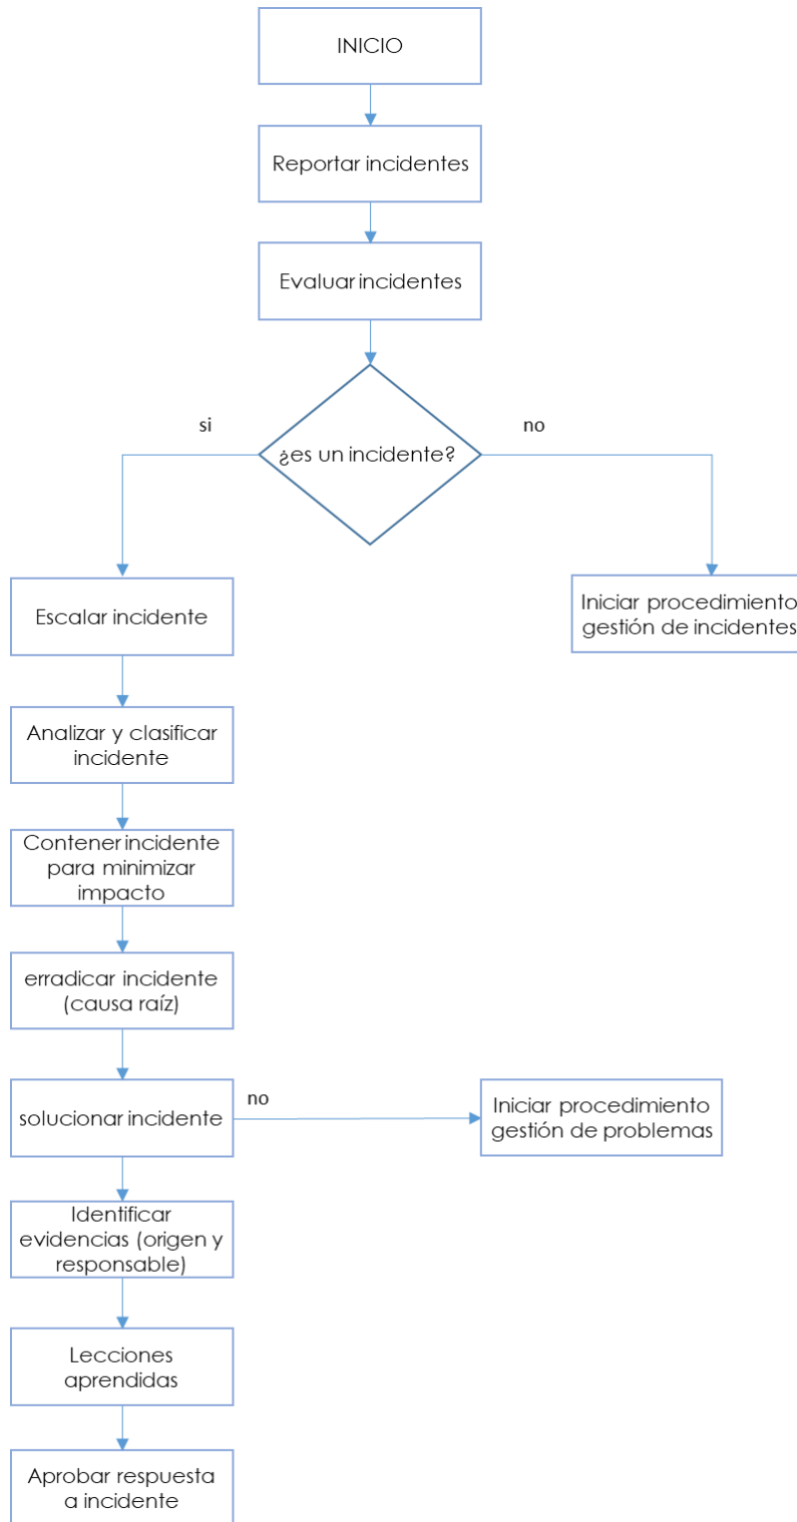 INICIO
Reportar incidentes
Evaluar incidentes
si
¿es un incidente?
no
Escalar incidente
Iniciar procedimiento
gestión de incidentes
Analizar y clasificar
incidente
Contener incidente
para minimizar
impacto
erradicar incidente
(causa raíz)
solucionar incidente
no
Iniciar procedimiento
gestión de problemas
Identificar
evidencias (origen y
responsable)
Lecciones
aprendidas
Aprobar respuesta
a incidente